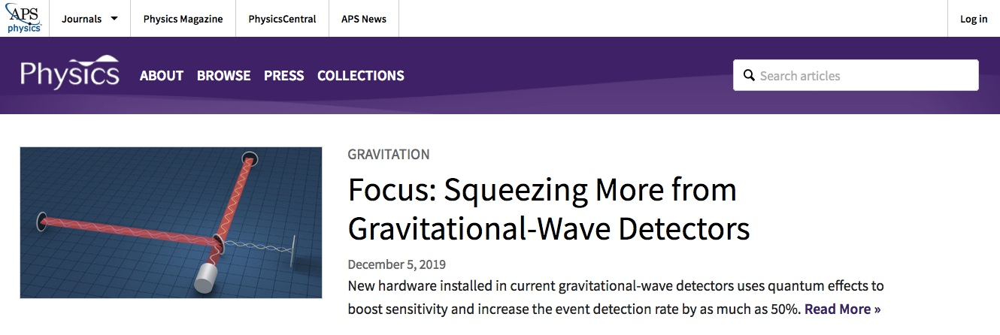 APS
physics
Journals
Physics Magazine
PhysicsCentral
APS News
Log in
Physics
ABOUT BROWSE PRESS COLLECTIONS
Search articles
GRAVITATION
Focus: Squeezing More from
Gravitational-Wave Detectors
December 5, 2019
New hardware installed in current gravitational-wave detectors uses quantum effects to
boost sensitivity and increase the event detection rate by as much as 50%. Read More »